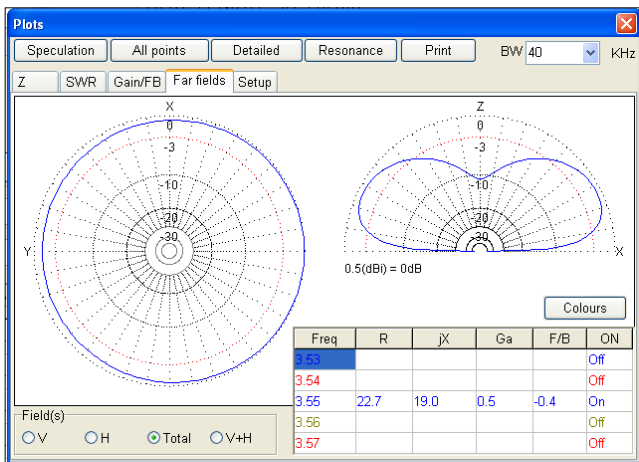 Plots
Speculation All points Detailed Resonance Print BW 40 KHz
Z SWR Gain/FB Far fields Setup
X Z
0 0
-3 -3
-10 -10
-20 -20
-30 -30
Y X
0.5(dBi) = 0dB
Colours
Freq R jX Ga F/B ON
3.53 Off
3.54 Off
3.55 22.7 19.0 0.5 -0.4 On
3.56 Off
3.57 Off
Field(s)
V H Total V+H